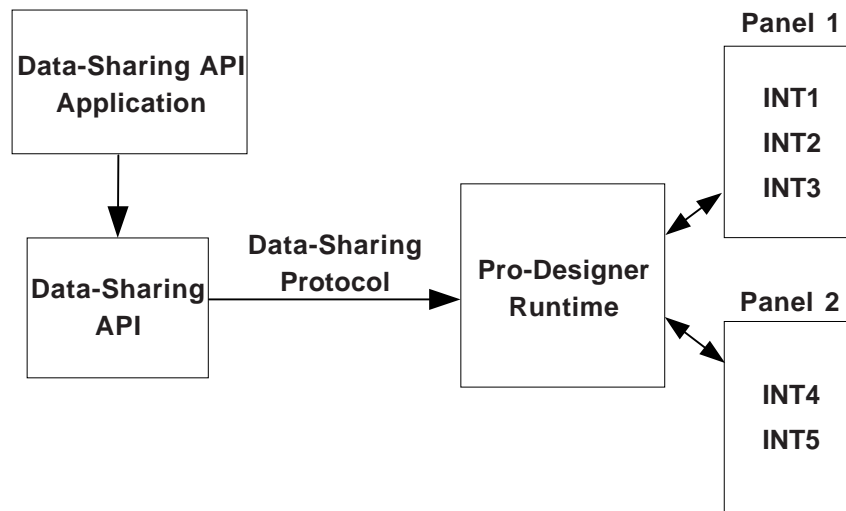 Data-Sharing API
Application
Data-Sharing
API
Data-Sharing
Protocol
Pro-Designer
Runtime
Panel 1
INT1
INT2
INT3
Panel 2
INT4
INT5